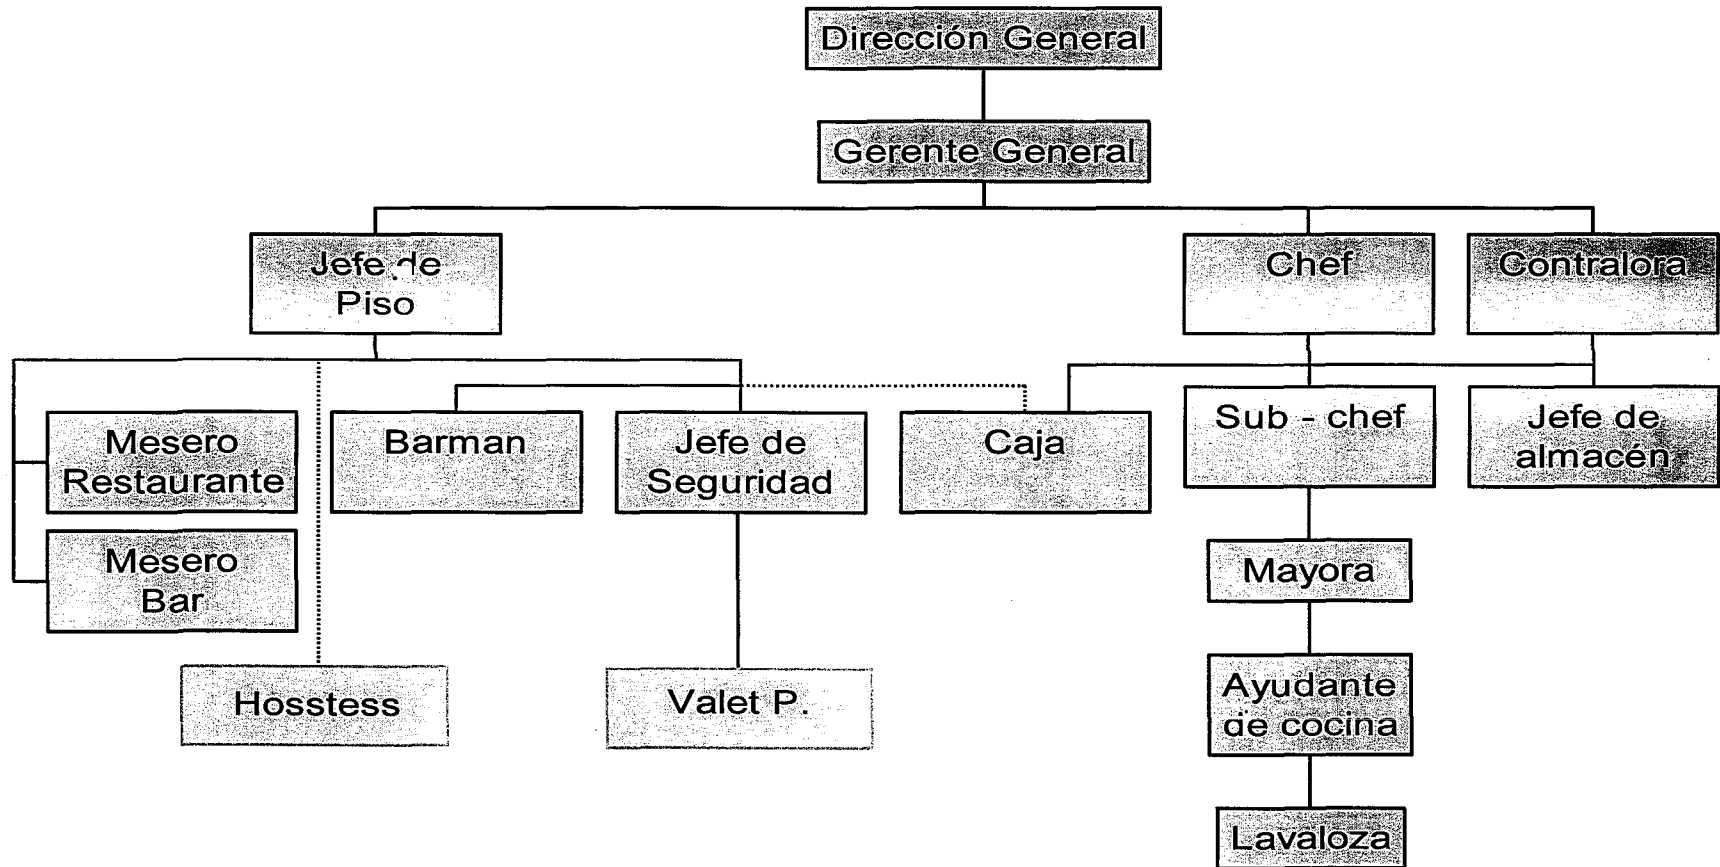 Dirección General
Gerente General
Jefe de
Piso
Chef
Contralora
Mesero
Restaurante
Barman
Jefe de
Seguridad
Caja
Sub - chef
Jefe de
almacén
Mesero
Bar
Mayora
Hosstess
Valet P.
Ayudante
de cocina
Lavaloza